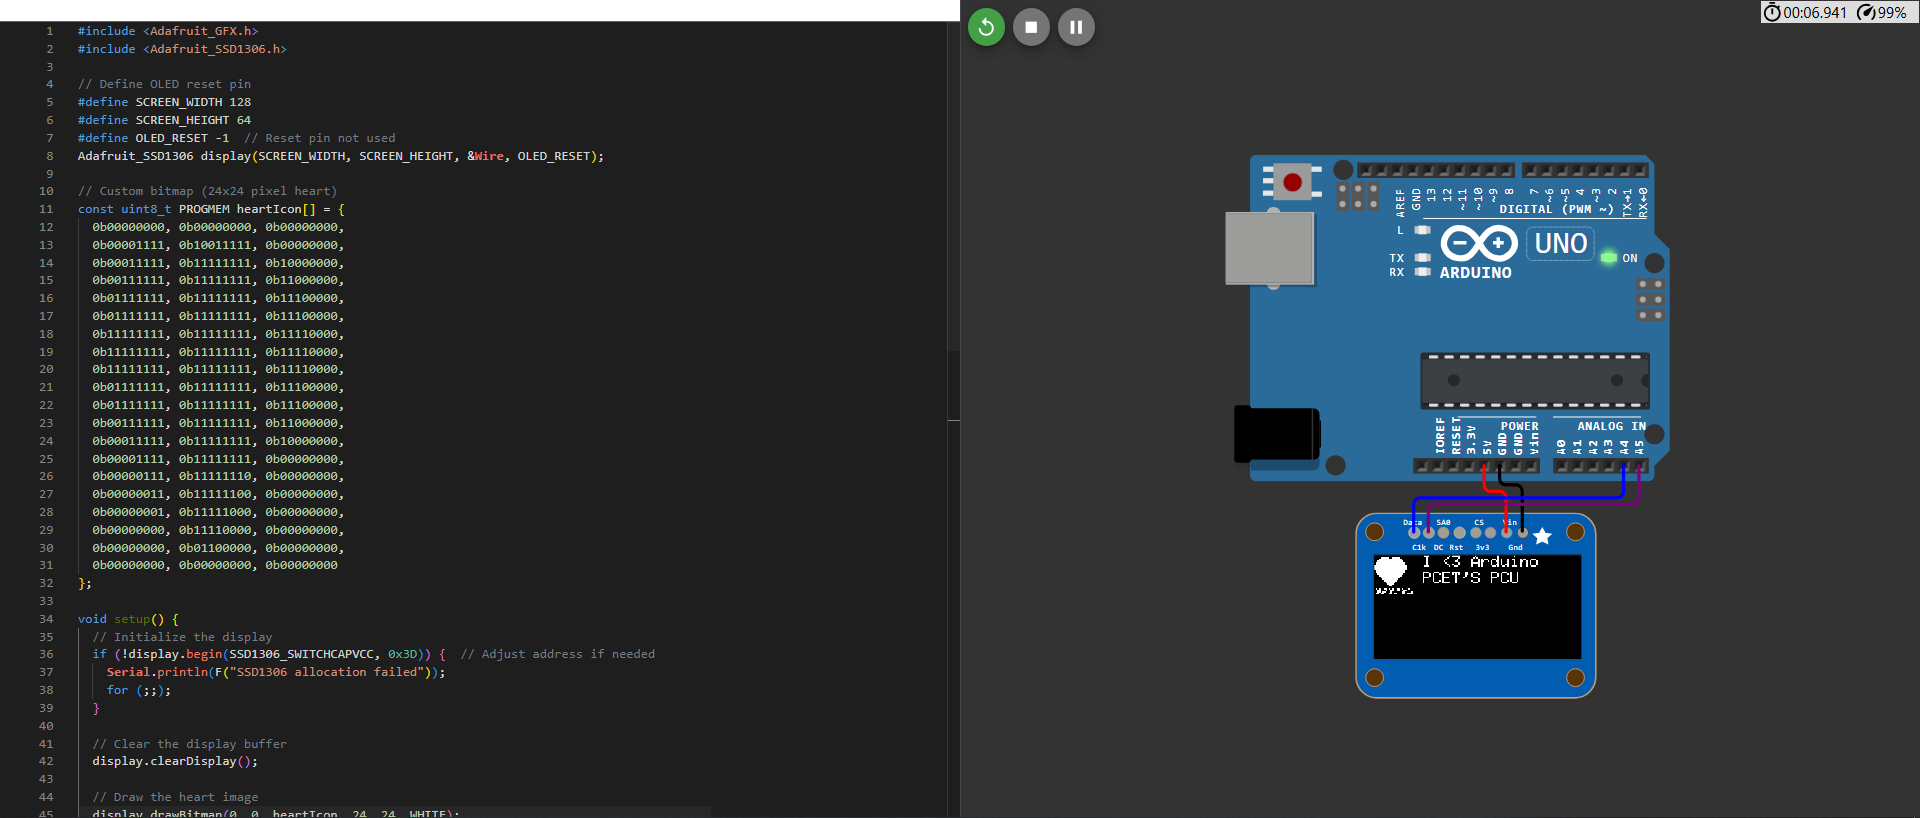 1 #include <Adafruit_GFX.h>
2 #include <Adafruit_SSD1306.h>
3
4 // Define OLED reset pin
5 #define SCREEN_WIDTH 128
6 #define SCREEN_HEIGHT 64
7 #define OLED_RESET -1  // Reset pin not used
8 Adafruit_SSD1306 display(SCREEN_WIDTH, SCREEN_HEIGHT, &Wire, OLED_RESET);
9
10 // Custom bitmap (24x24 pixel heart)
11 const uint8_t PROGMEM heartIcon[] = {
12   0b00000000, 0b00000000, 0b00000000,
13   0b00001111, 0b10011111, 0b00000000,
14   0b00011111, 0b11111111, 0b10000000,
15   0b00111111, 0b11111111, 0b11000000,
16   0b01111111, 0b11111111, 0b11100000,
17   0b01111111, 0b11111111, 0b11100000,
18   0b11111111, 0b11111111, 0b11110000,
19   0b11111111, 0b11111111, 0b11110000,
20   0b11111111, 0b11111111, 0b11110000,
21   0b01111111, 0b11111111, 0b11100000,
22   0b01111111, 0b11111111, 0b11100000,
23   0b00111111, 0b11111111, 0b11000000,
24   0b00011111, 0b11111111, 0b10000000,
25   0b00001111, 0b11111111, 0b00000000,
26   0b00000111, 0b11111110, 0b00000000,
27   0b00000011, 0b11111100, 0b00000000,
28   0b00000001, 0b11111000, 0b00000000,
29   0b00000000, 0b11110000, 0b00000000,
30   0b00000000, 0b01100000, 0b00000000,
31   0b00000000, 0b00000000, 0b00000000
32 };
33
34 void setup() {
35   // Initialize the display
36   if (!display.begin(SSD1306_SWITCHCAPVCC, 0x3D)) {  // Adjust address if needed
37     Serial.println(F("SSD1306 allocation failed"));
38     for (;;);
39   }
40
41   // Clear the display buffer
42   display.clearDisplay();
43
44   // Draw the heart image
45   display.drawBitmap(0, 0, heartIcon, 24, 24, WHITE);
00:06.941 99%
AREF GND 13 12 ~11 ~10 ~9 8 7 ~6 ~5 4 ~3 2 TX→1 RX←0
DIGITAL (PWM ~)
L
UNO
TX ON
RX ARDUINO
POWER ANALOG IN
IOREF RESET 3.3V 5V GND GND Vin A0 A1 A2 A3 A4 A5
Data SA0 CS Vin
Clk DC Rst 3v3 Gnd
I <3 Arduino
PCET'S PCU